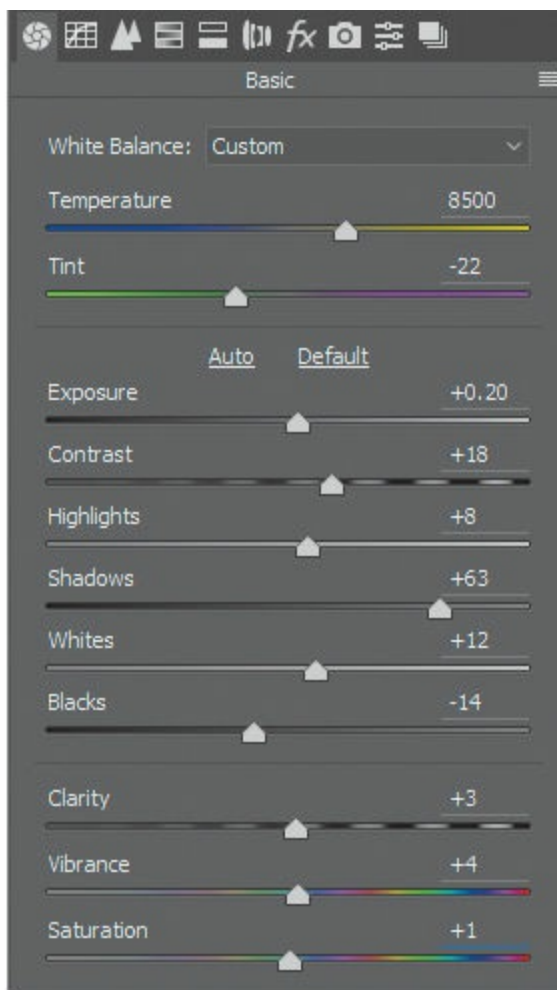 fx
Basic
White Balance: Custom
Temperature 8500
Tint -22
Auto Default
Exposure +0.20
Contrast +18
Highlights +8
Shadows +63
Whites +12
Blacks -14
Clarity +3
Vibrance +4
Saturation +1